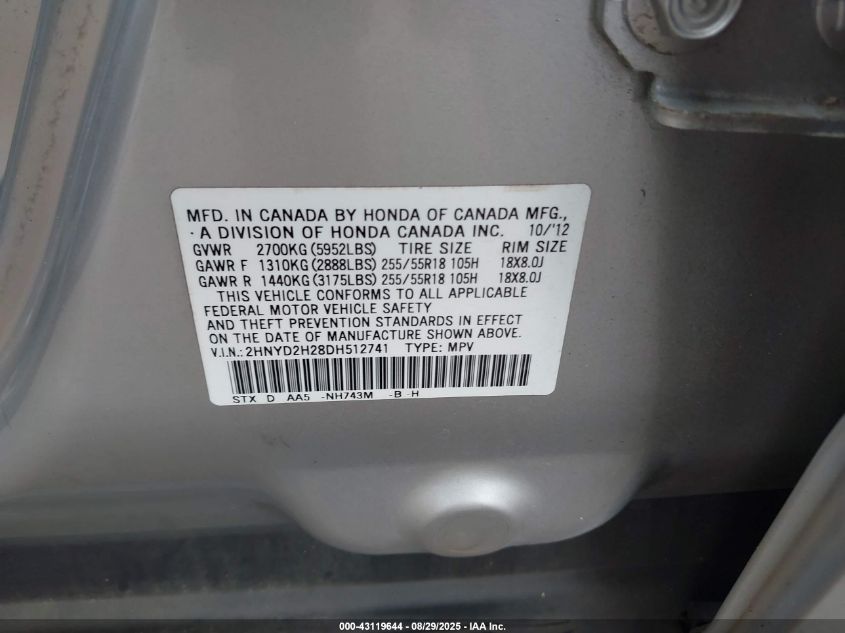 MFD. IN CANADA BY HONDA OF CANADA MFG.,
A DIVISION OF HONDA CANADA INC. 10/'12
GVWR 2700KG (5952LBS) TIRE SIZE RIM SIZE
GAWR F 1310KG (2888LBS) 255/55R18 105H 18X8.0J
GAWR R 1440KG (3175LBS) 255/55R18 105H 18X8.0J
THIS VEHICLE CONFORMS TO ALL APPLICABLE
FEDERAL MOTOR VEHICLE SAFETY
AND THEFT PREVENTION STANDARDS IN EFFECT
ON THE DATE OF MANUFACTURE SHOWN ABOVE.
V.I.N.: 2HNYD2H28DH512741 TYPE: MPV
STX D AA5 -NH743M -B -H
000-43119644 - 08/29/2025 - IAA Inc.